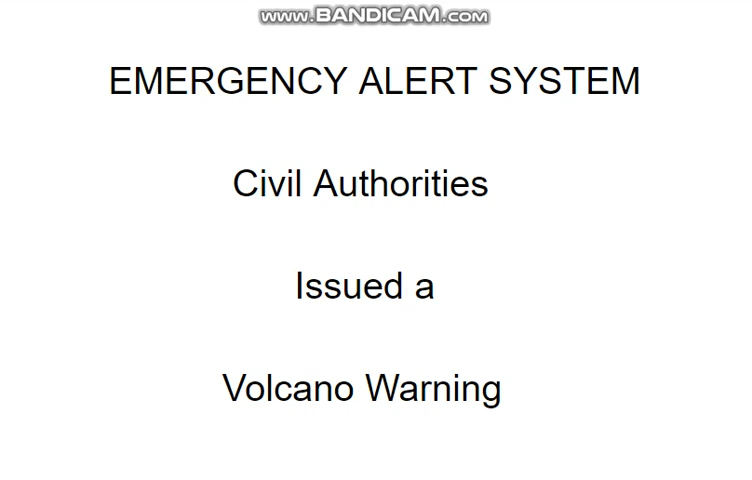 www.BANDICAM.com
EMERGENCY ALERT SYSTEM
Civil Authorities
Issued a
Volcano Warning